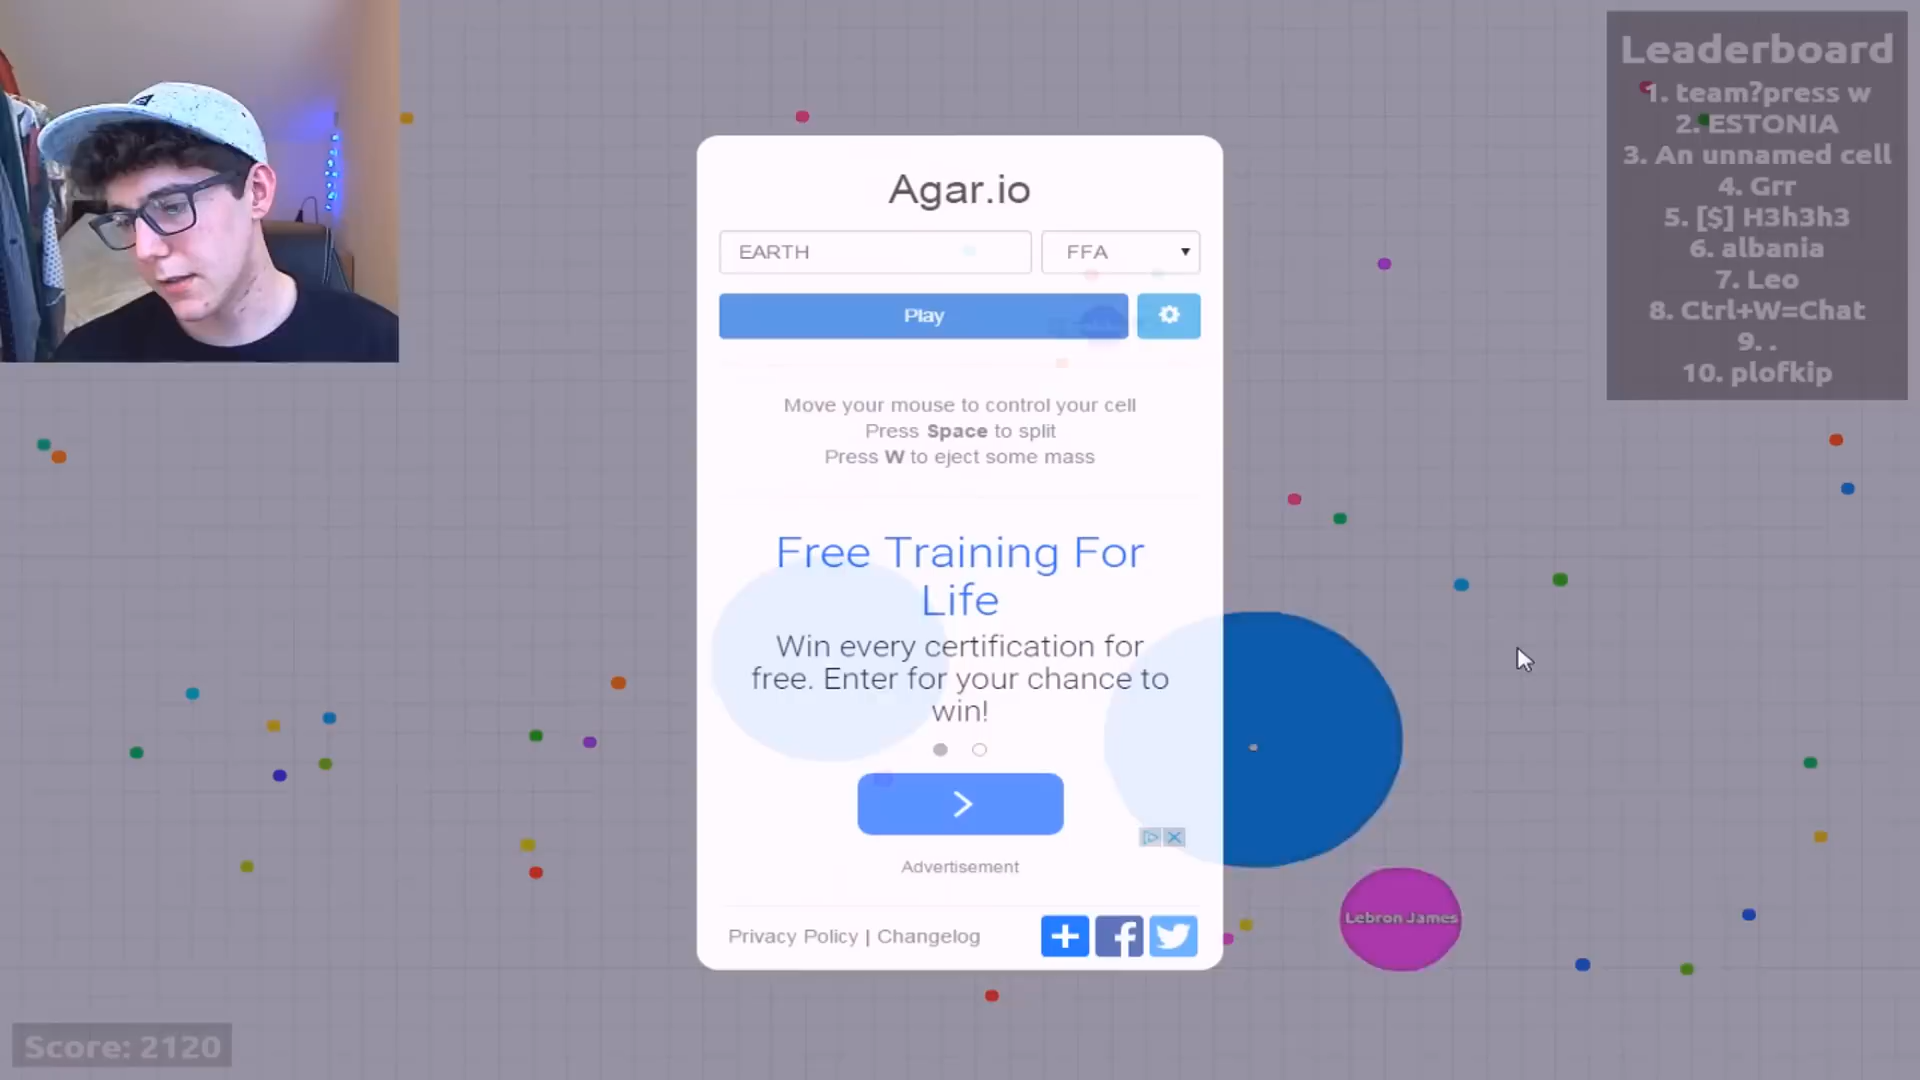 Leaderboard
1. team?press w
2. ESTONIA
3. An unnamed cell
4. Grr
5. [$] H3h3h3
6. albania
7. Leo
8. Ctrl+W=Chat
9. .
10. plofkip
Agar.io
EARTH
FFA
Play
Move your mouse to control your cell
Press Space to split
Press W to eject some mass
Free Training For
Life
Win every certification for
free. Enter for your chance to
win!
Advertisement
Privacy Policy | Changelog
Lebron James
Score: 2120